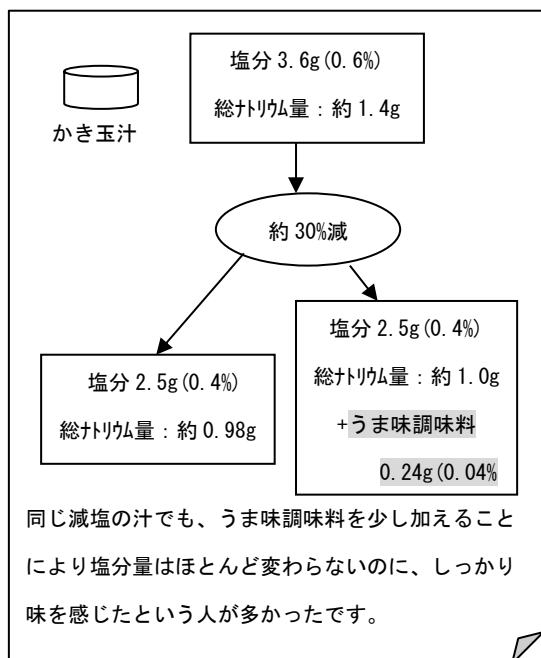 塩分 3.6g(0.6%)
総ﾅﾄﾘｳﾑ量：約 1.4g
かき玉汁
約 30%減
塩分 2.5g(0.4%)
総ﾅﾄﾘｳﾑ量：約 0.98g
塩分 2.5g(0.4%)
総ﾅﾄﾘｳﾑ量：約 1.0g
+うま味調味料
0.24g(0.04%
同じ減塩の汁でも、うま味調味料を少し加えること
により塩分量はほとんど変わらないのに、しっかり
味を感じたという人が多かったです。